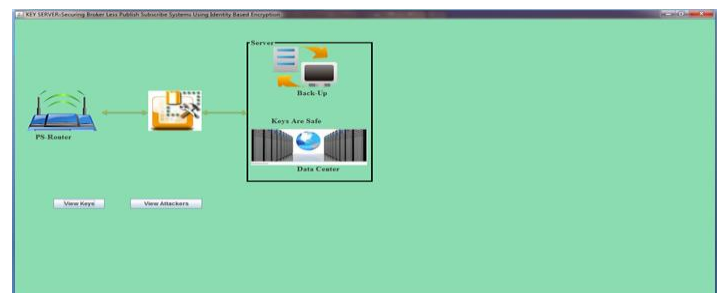 KEY SERVER:Securing Broker Less Publish Subscribe Systems Using Identity Based Encryption
Server
Back-Up
PS-Router
Keys Are Safe
Data Center
View Keys
View Attackers